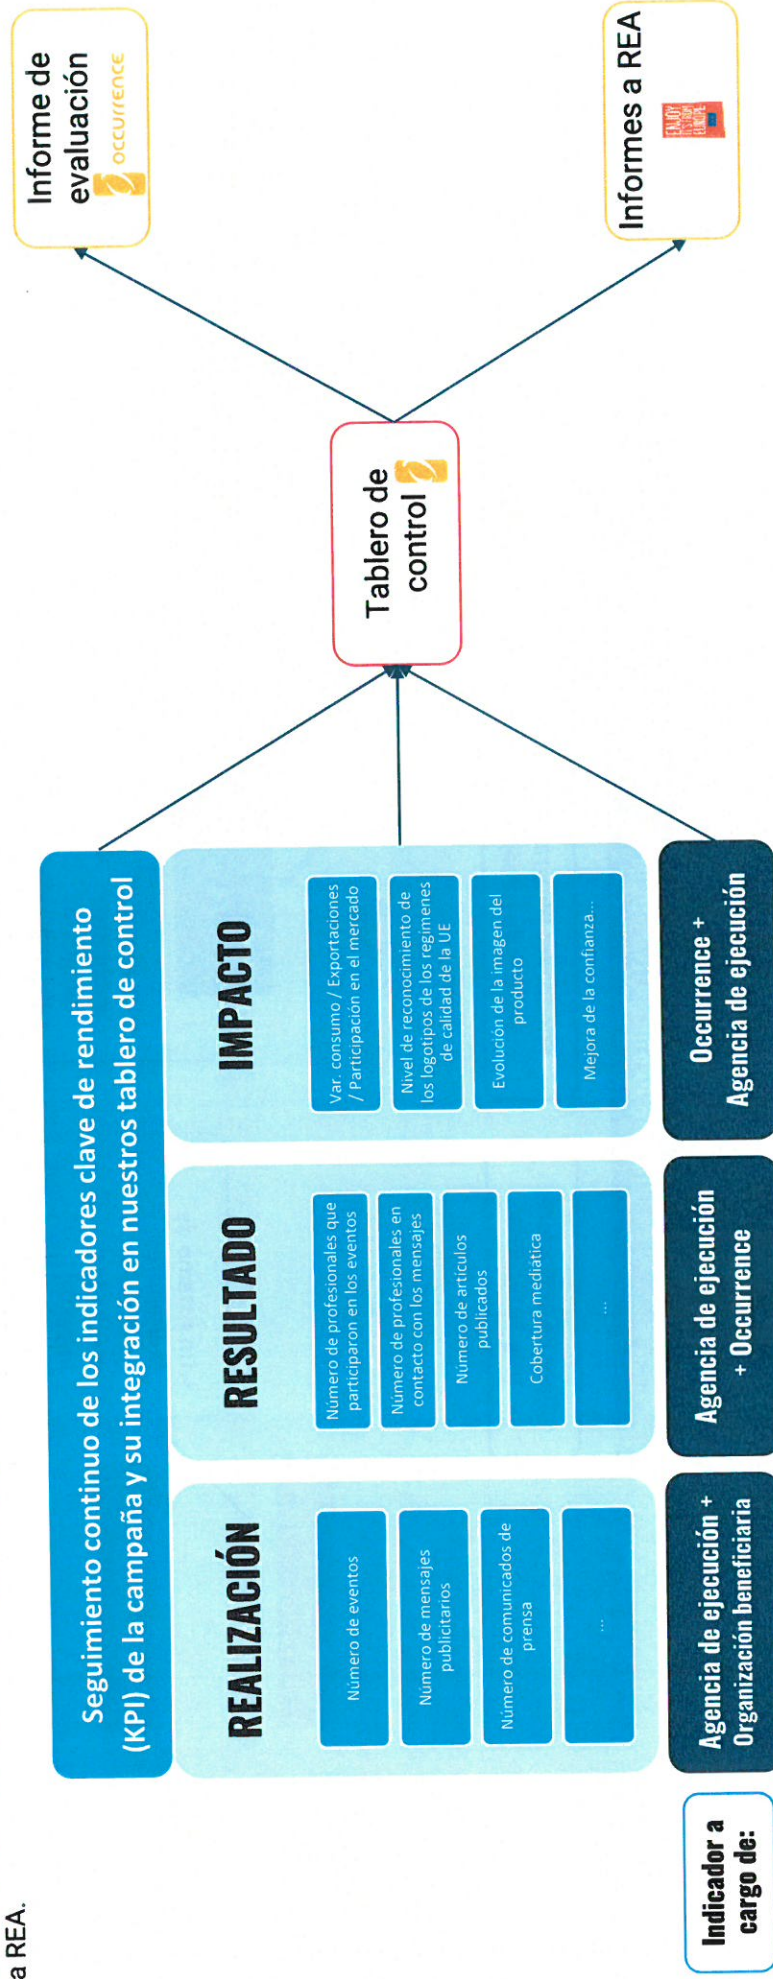 a REA.
Seguimiento continuo de los indicadores clave de rendimiento
(KPI) de la campaña y su integración en nuestros tablero de control
REALIZACIÓN
Número de eventos
Número de mensajes
publicitarios
Número de comunicados de
prensa
...
RESULTADO
Número de profesionales que
participaron en los eventos
Número de profesionales en
contacto con los mensajes
Número de artículos
publicados
Cobertura mediática
...
IMPACTO
Var. consumo / Exportaciones
/ Participación en el mercado
Nivel de reconocimiento de
los logotipos de los regímenes
de calidad de la UE
Evolución de la imagen del
producto
Mejora de la confianza...
Indicador a
cargo de:
Agencia de ejecución +
Organización beneficiaria
Agencia de ejecución
+ Occurrence
Occurrence +
Agencia de ejecución
Tablero de
control
Informe de
evaluación
occurrence
Informes a REA
ENJOY
IT'S FROM
EUROPE